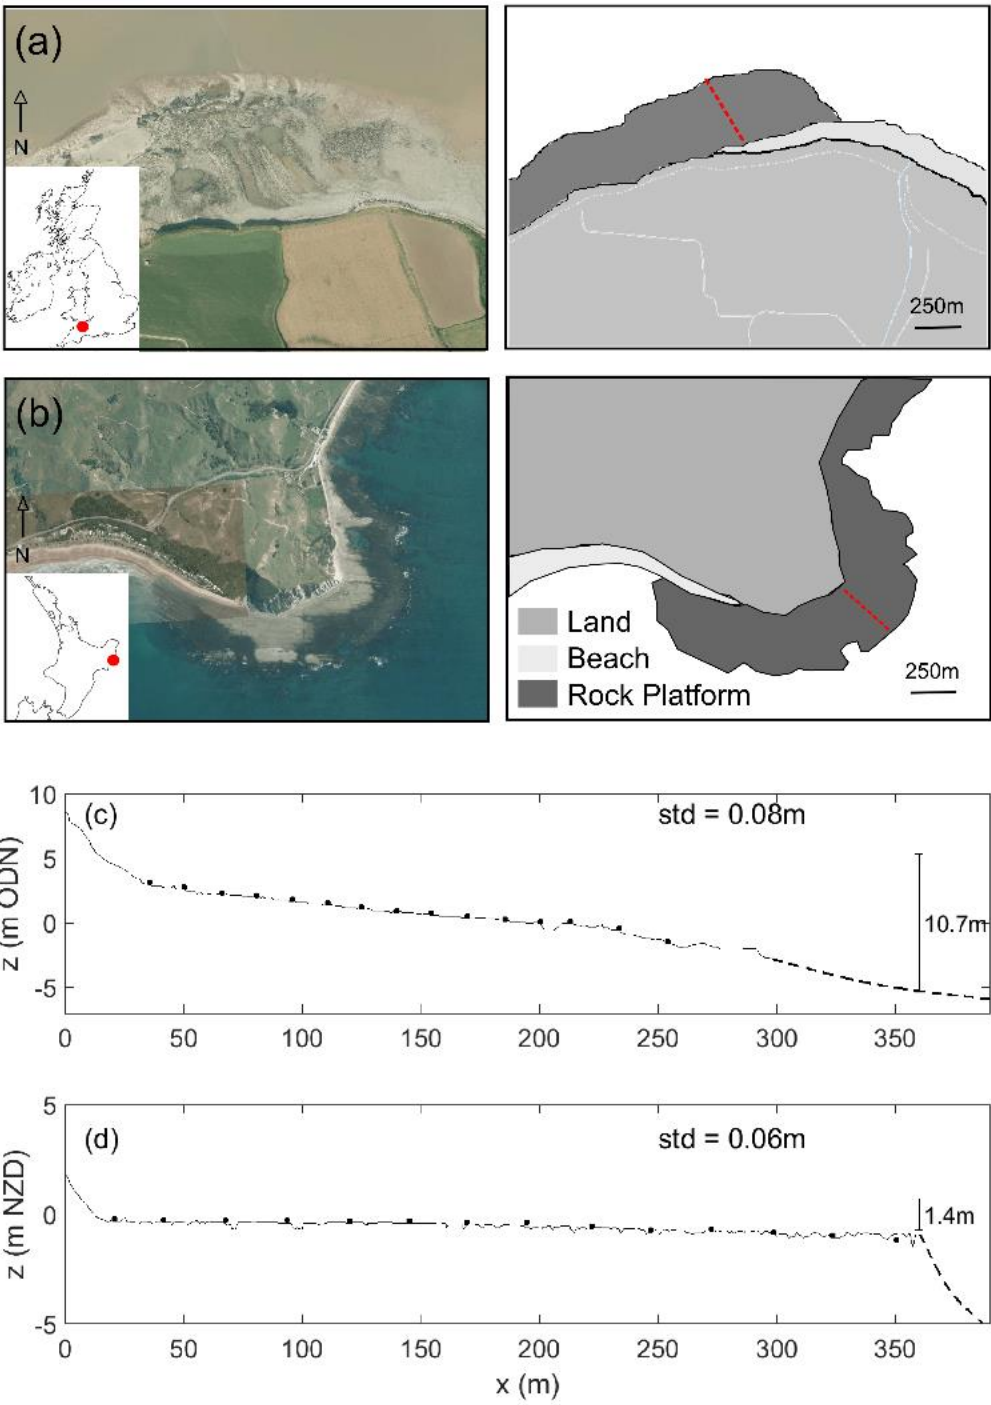 (a)
N
250m
(b)
N
Land
Beach
Rock Platform
250m
(c)
std = 0.08m
10
5
0
-5
z (m ODN)
10.7m
0 50 100 150 200 250 300 350
(d)
std = 0.06m
5
0
-5
z (m NZD)
1.4m
0 50 100 150 200 250 300 350
x (m)